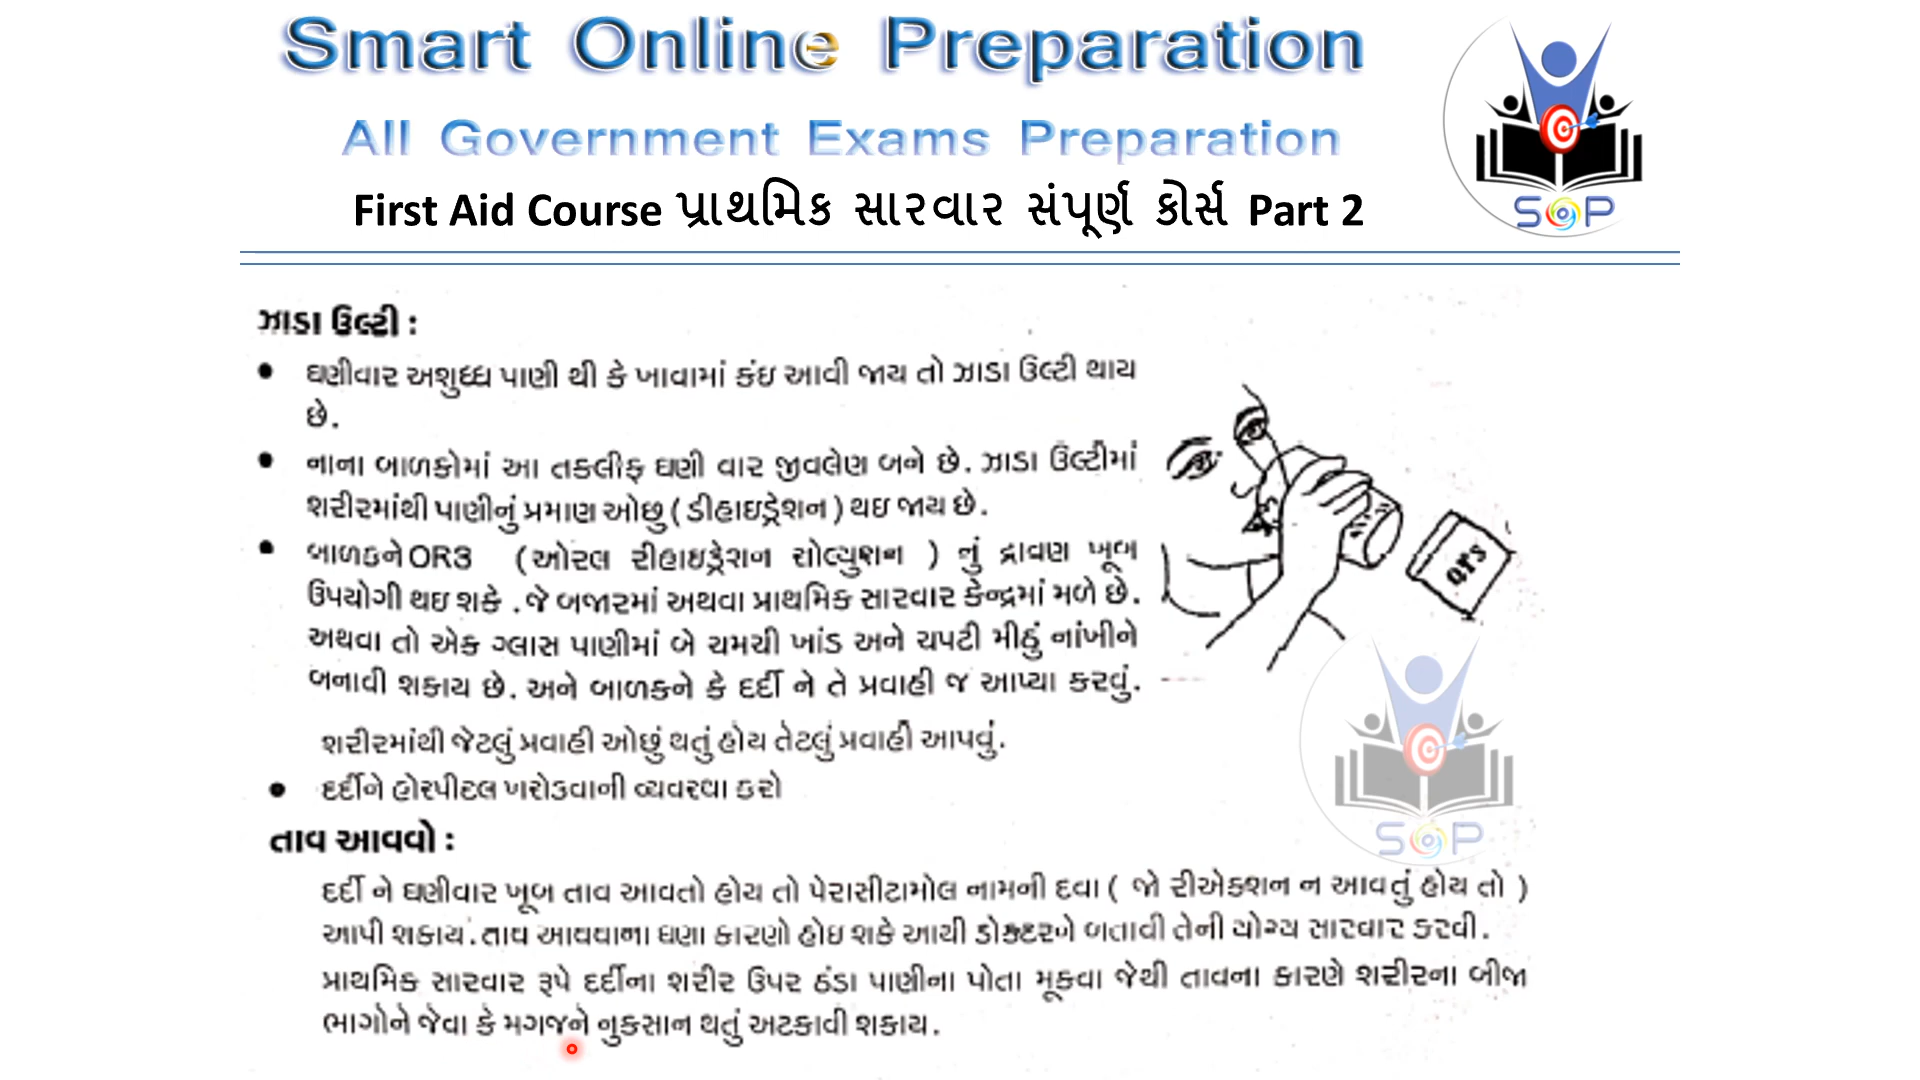 Smart Online Preparation
All Government Exams Preparation
First Aid Course પ્રાથમિક સારવાર સંપૂર્ણ કોર્સ Part 2
SOP
ઝાડા ઉલ્ટી :
• ઘણીવાર અશુધ્ધ પાણી થી કે ખાવામાં કંઇ આવી જાય તો ઝાડા ઉલ્ટી થાય
છે.
• નાના બાળકોમાં આ તકલીફ ઘણી વાર જીવલેણ બને છે. ઝાડા ઉલ્ટીમાં
શરીરમાંથી પાણીનું પ્રમાણ ઓછુ ( ડીહાઇડ્રેશન ) થઇ જાય છે.
• બાળકને ORS (ઓરલ રીહાઇડ્રેશન સોલ્યુશન ) નું દ્રાવણ ખૂબ
ઉપયોગી થઇ શકે . જે બજારમાં અથવા પ્રાથમિક સારવાર કેન્દ્રમાં મળે છે.
અથવા તો એક ગ્લાસ પાણીમાં બે ચમચી ખાંડ અને ચપટી મીઠું નાંખીને
બનાવી શકાય છે. અને બાળકને કે દર્દી ને તે પ્રવાહી જ આપ્યા કરવું.
શરીરમાંથી જેટલું પ્રવાહી ઓછું થતું હોય તેટલું પ્રવાહી આપવું.
• દર્દીને હોસ્પીટલ ખસેડવાની વ્યવસ્થા કરો
SOP
તાવ આવવો :
દર્દી ને ઘણીવાર ખૂબ તાવ આવતો હોય તો પેરાસીટામોલ નામની દવા ( જો રીએક્શન ન આવતું હોય તો )
આપી શકાય. તાવ આવવાના ઘણા કારણો હોઇ શકે આથી ડોક્ટરને બતાવી તેની યોગ્ય સારવાર કરવી.
પ્રાથમિક સારવાર રૂપે દર્દીના શરીર ઉપર ઠંડા પાણીના પોતા મૂકવા જેથી તાવના કારણે શરીરના બીજા
ભાગોને જેવા કે મગજને નુકસાન થતું અટકાવી શકાય.